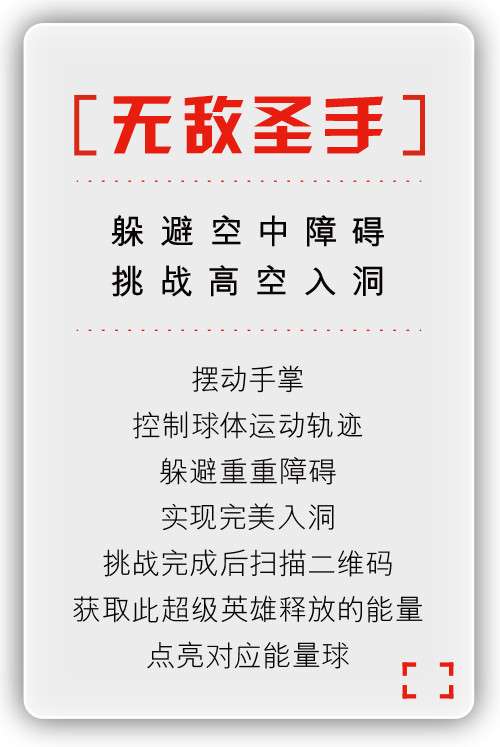 [无敌圣手]
躲避空中障碍
挑战高空入洞
摆动手掌
控制球体运动轨迹
躲避重重障碍
实现完美入洞
挑战完成后扫描二维码
获取此超级英雄释放的能量
点亮对应能量球